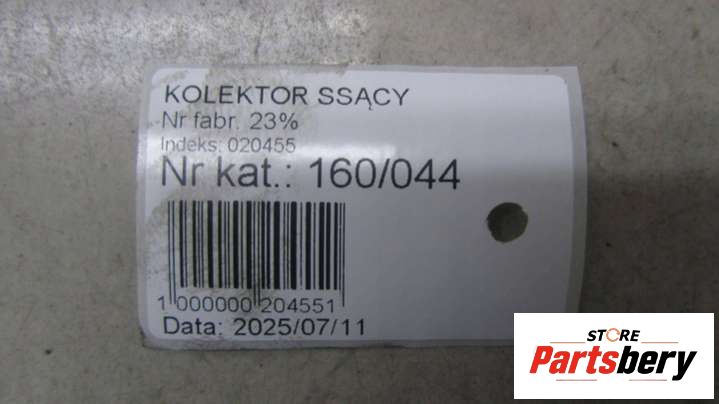 KOLEKTOR SSĄCY
Nr fabr. 23%
Indeks: 020455
Nr kat.: 160/044
1 000000 204551
Data: 2025/07/11
STORE
Partsbery